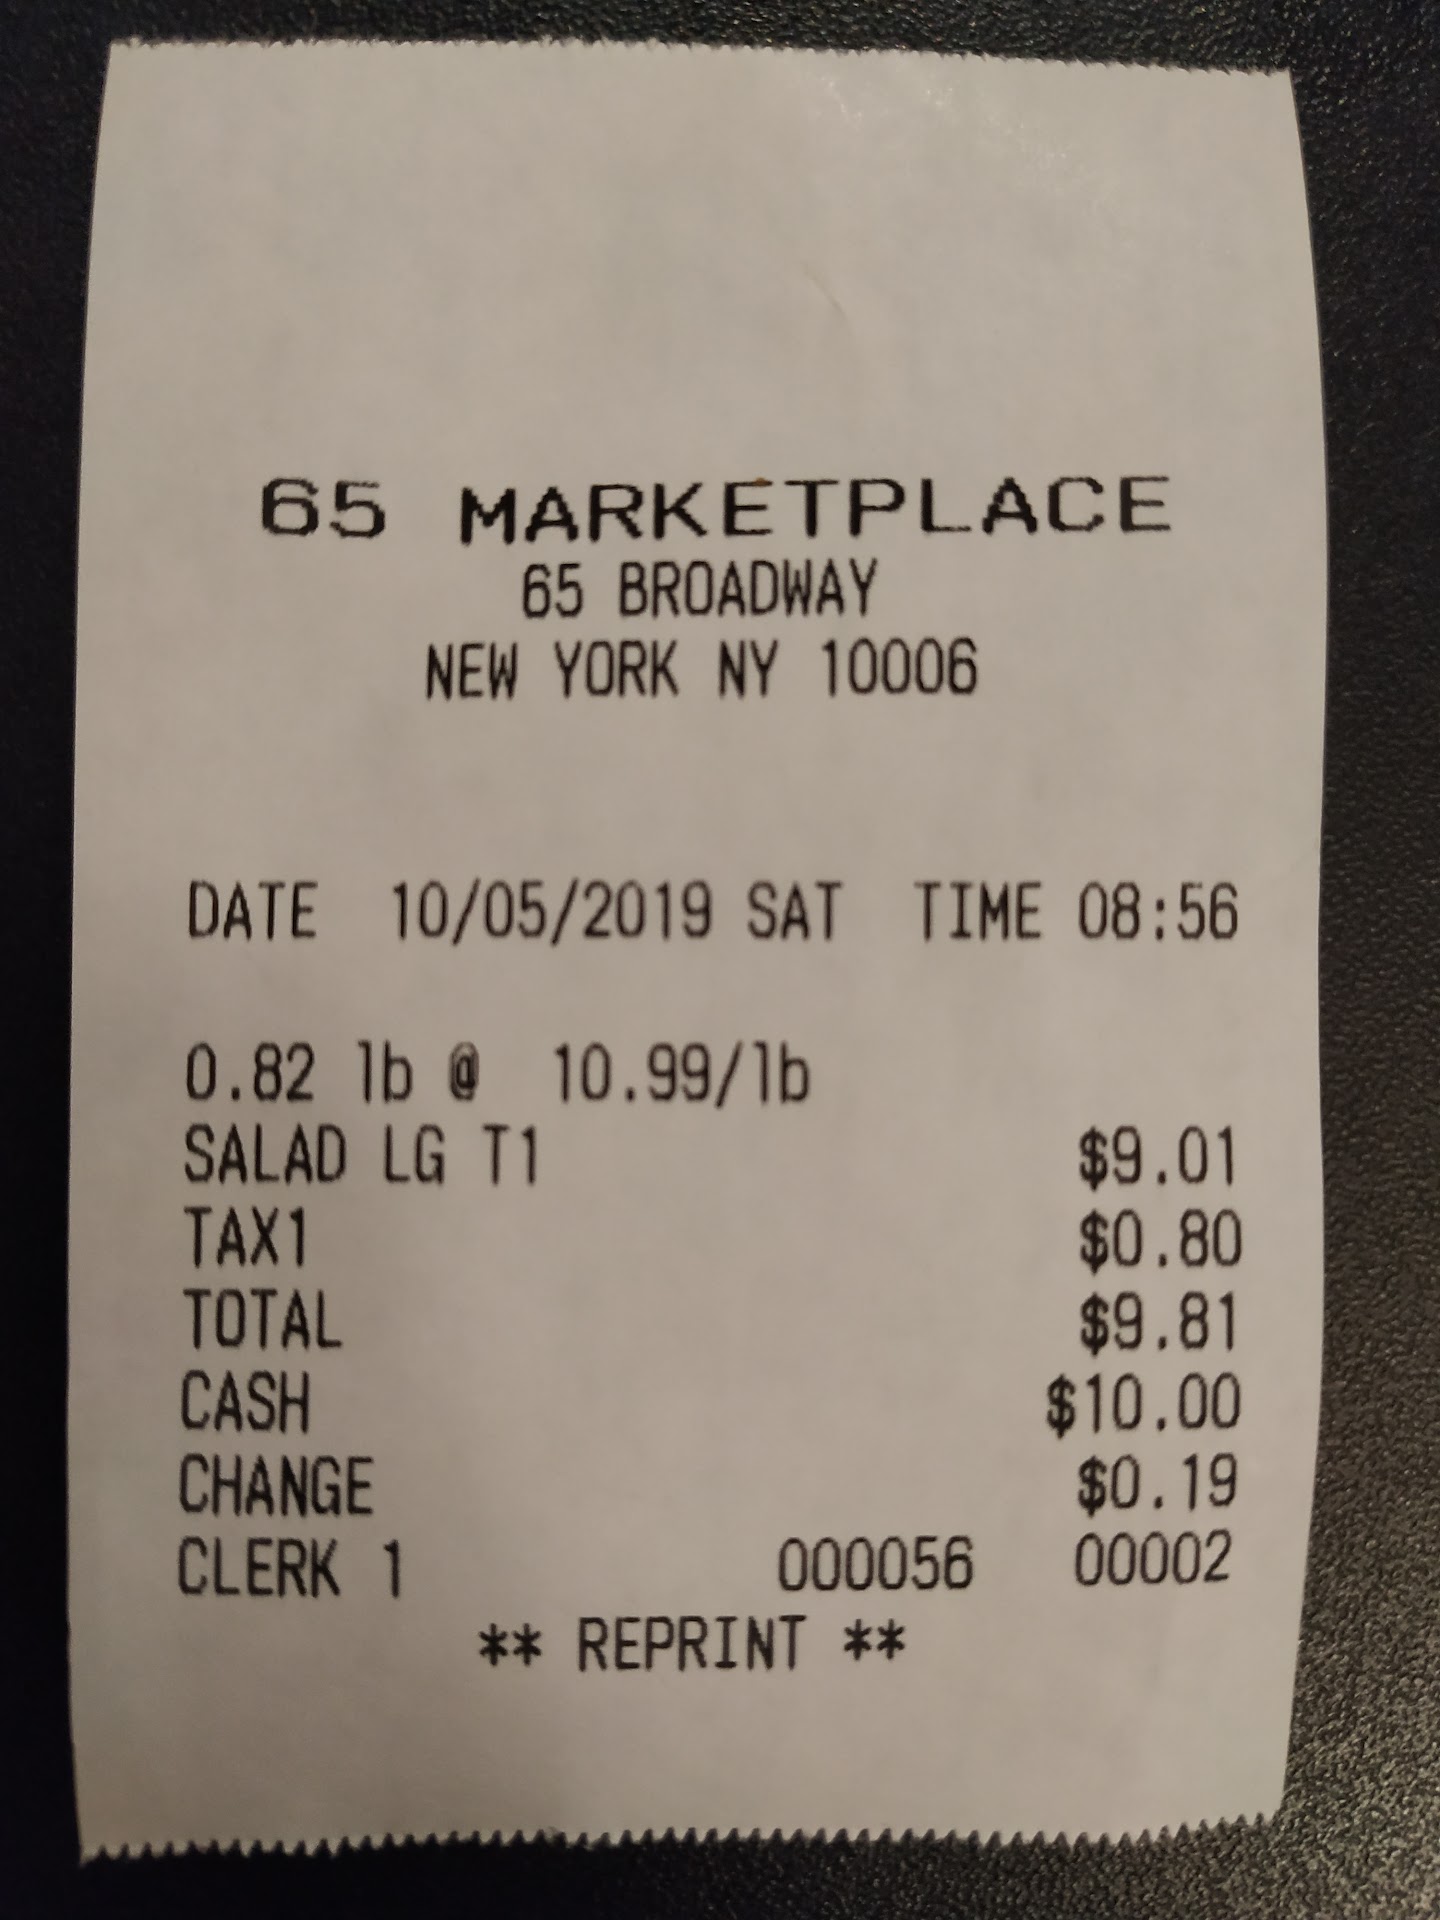 65 MARKETPLACE
65 BROADWAY
NEW YORK NY 10006
DATE 10/05/2019 SAT TIME 08:56
0.82 lb @ 10.99/lb
SALAD LG T1 $9.01
TAX1 $0.80
TOTAL $9.81
CASH $10.00
CHANGE $0.19
CLERK 1 000056 00002
** REPRINT **